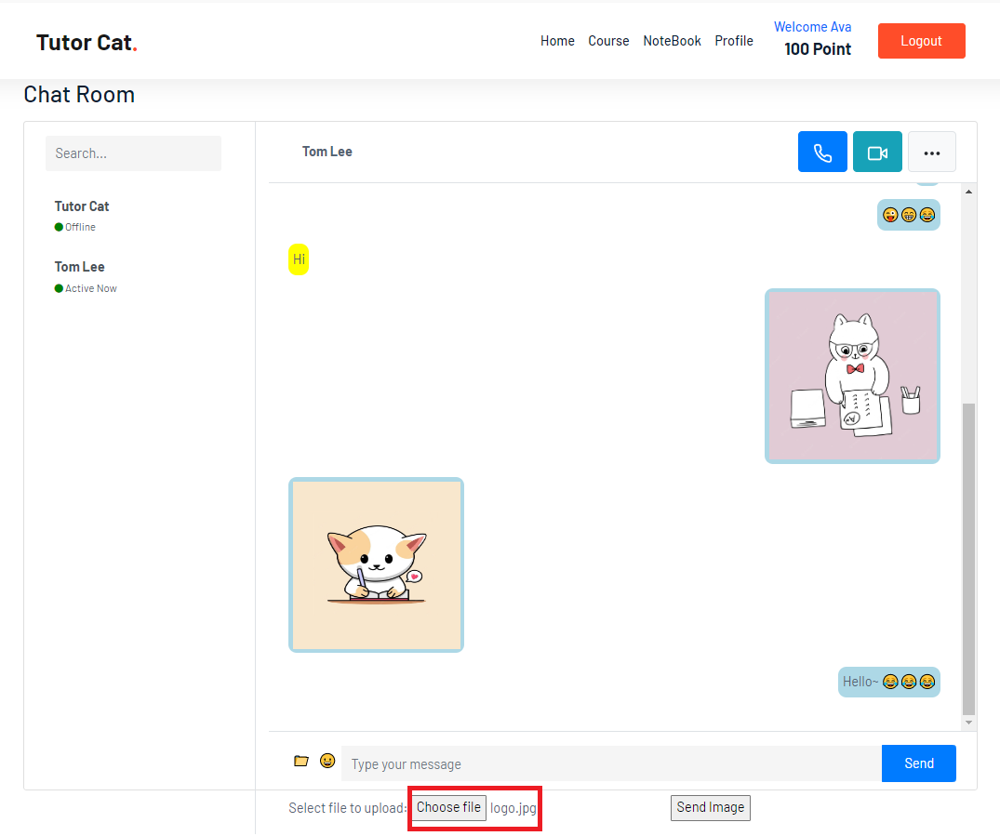 Tutor Cat.
Home Course NoteBook Profile
Welcome Ava
100 Point
Logout
Chat Room
Search...
Tutor Cat
Offline
Tom Lee
Active Now
Tom Lee
😜😁😂
Hi
Hello~ 😂😂😂
Type your message
Send
Select file to upload: Choose file logo.jpg
Send Image